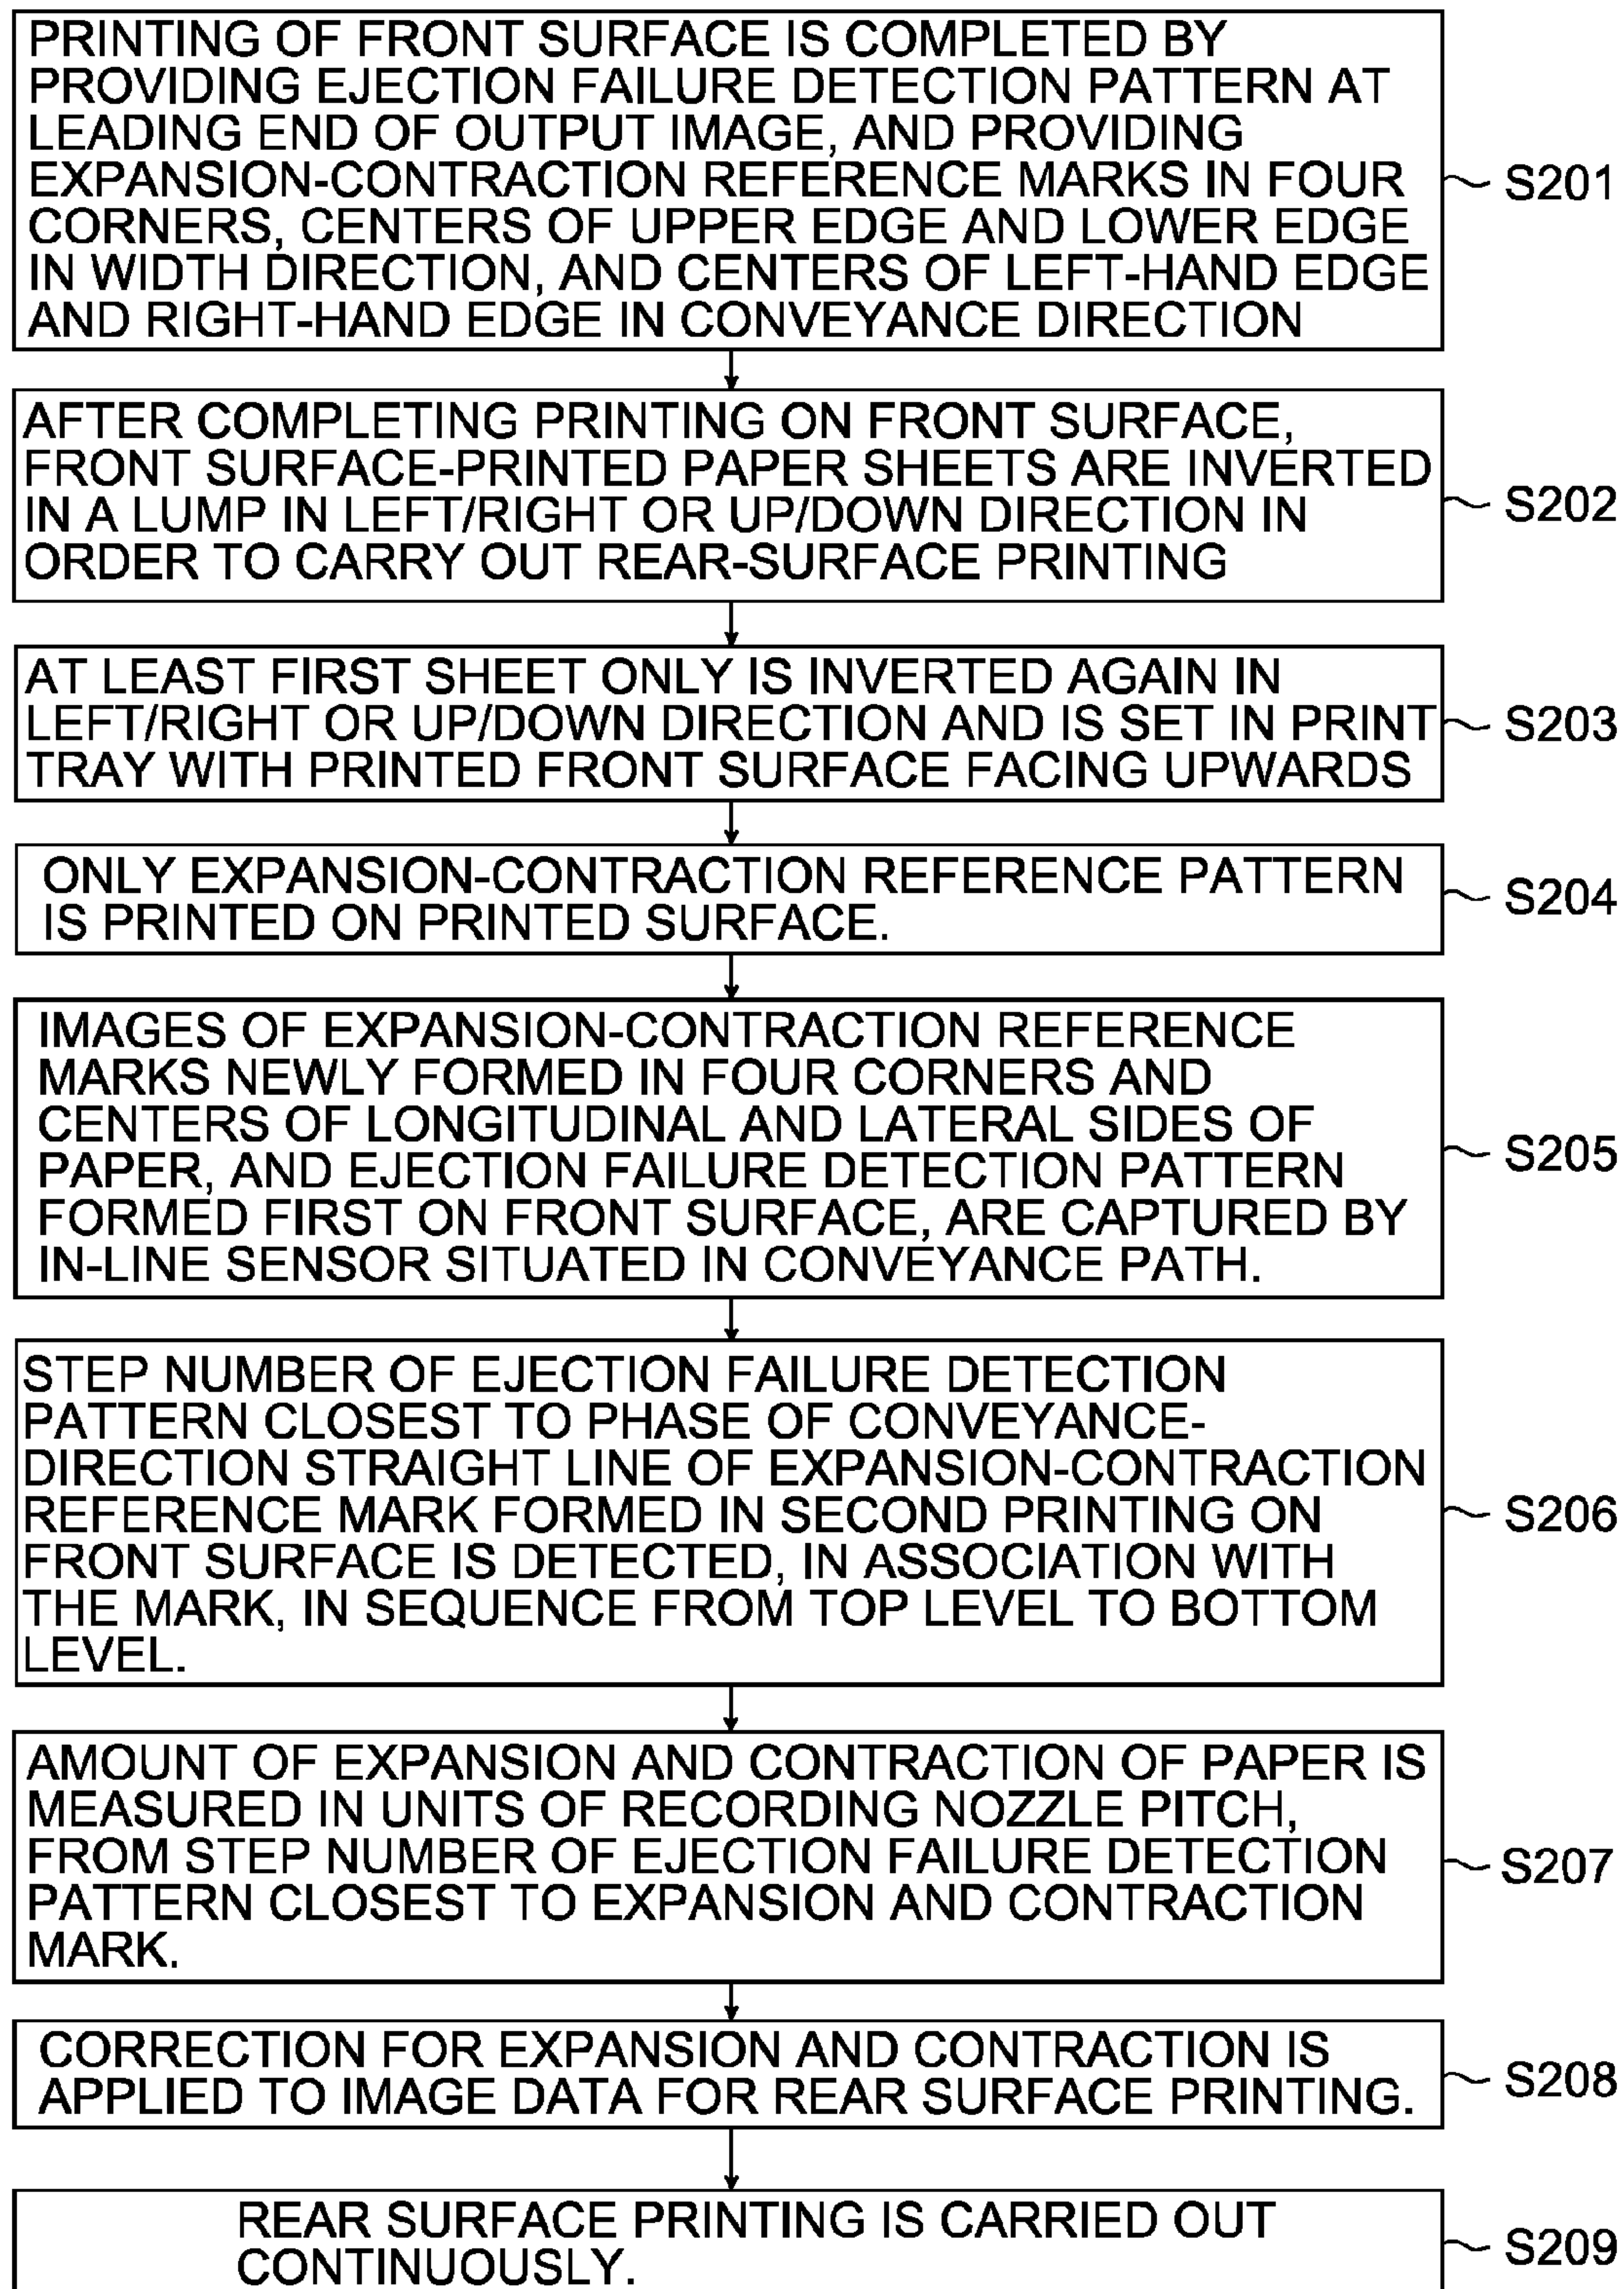 PRINTING OF FRONT SURFACE IS COMPLETED BY
PROVIDING EJECTION FAILURE DETECTION PATTERN AT
LEADING END OF OUTPUT IMAGE, AND PROVIDING
EXPANSION-CONTRACTION REFERENCE MARKS IN FOUR
CORNERS, CENTERS OF UPPER EDGE AND LOWER EDGE
IN WIDTH DIRECTION, AND CENTERS OF LEFT-HAND EDGE
AND RIGHT-HAND EDGE IN CONVEYANCE DIRECTION
S201
AFTER COMPLETING PRINTING ON FRONT SURFACE,
FRONT SURFACE-PRINTED PAPER SHEETS ARE INVERTED
IN A LUMP IN LEFT/RIGHT OR UP/DOWN DIRECTION IN
ORDER TO CARRY OUT REAR-SURFACE PRINTING
S202
AT LEAST FIRST SHEET ONLY IS INVERTED AGAIN IN
LEFT/RIGHT OR UP/DOWN DIRECTION AND IS SET IN PRINT
TRAY WITH PRINTED FRONT SURFACE FACING UPWARDS
S203
ONLY EXPANSION-CONTRACTION REFERENCE PATTERN
IS PRINTED ON PRINTED SURFACE.
S204
IMAGES OF EXPANSION-CONTRACTION REFERENCE
MARKS NEWLY FORMED IN FOUR CORNERS AND
CENTERS OF LONGITUDINAL AND LATERAL SIDES OF
PAPER, AND EJECTION FAILURE DETECTION PATTERN
FORMED FIRST ON FRONT SURFACE, ARE CAPTURED BY
IN-LINE SENSOR SITUATED IN CONVEYANCE PATH.
S205
STEP NUMBER OF EJECTION FAILURE DETECTION
PATTERN CLOSEST TO PHASE OF CONVEYANCE-
DIRECTION STRAIGHT LINE OF EXPANSION-CONTRACTION
REFERENCE MARK FORMED IN SECOND PRINTING ON
FRONT SURFACE IS DETECTED, IN ASSOCIATION WITH
THE MARK, IN SEQUENCE FROM TOP LEVEL TO BOTTOM
LEVEL.
S206
AMOUNT OF EXPANSION AND CONTRACTION OF PAPER IS
MEASURED IN UNITS OF RECORDING NOZZLE PITCH,
FROM STEP NUMBER OF EJECTION FAILURE DETECTION
PATTERN CLOSEST TO EXPANSION AND CONTRACTION
MARK.
S207
CORRECTION FOR EXPANSION AND CONTRACTION IS
APPLIED TO IMAGE DATA FOR REAR SURFACE PRINTING.
S208
REAR SURFACE PRINTING IS CARRIED OUT
CONTINUOUSLY.
S209